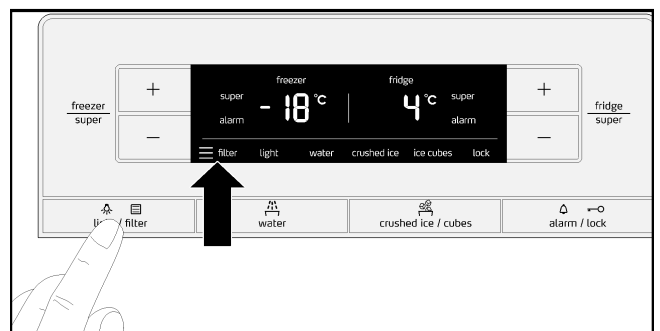 freezer
super
+
−
freezer
-18 °C
super
alarm
fridge
4 °C
super
alarm
filter light water crushed ice ice cubes lock
+
−
fridge
super
/ filter
water
crushed ice / cubes
alarm / lock